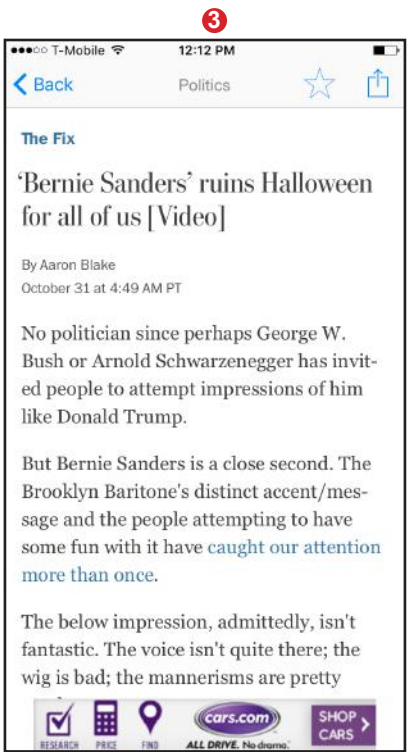 3
T-Mobile 12:12 PM
Back Politics
The Fix
‘Bernie Sanders’ ruins Halloween
for all of us [Video]
By Aaron Blake
October 31 at 4:49 AM PT
No politician since perhaps George W.
Bush or Arnold Schwarzenegger has invit-
ed people to attempt impressions of him
like Donald Trump.
But Bernie Sanders is a close second. The
Brooklyn Baritone's distinct accent/mes-
sage and the people attempting to have
some fun with it have caught our attention
more than once.
The below impression, admittedly, isn't
fantastic. The voice isn't quite there; the
wig is bad; the mannerisms are pretty
cars.com SHOP
RESEARCH PRICE FIND ALL DRIVE. No drama. CARS